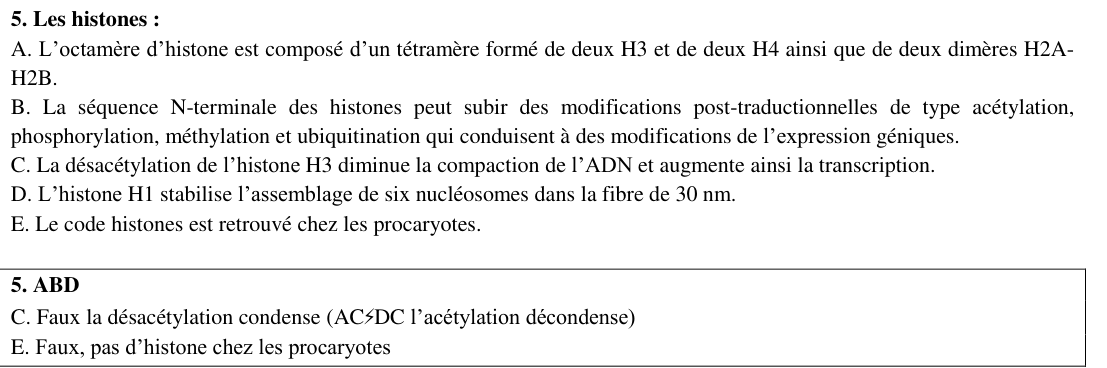 5. Les histones :
A. L’octamère d’histone est composé d’un tétramère formé de deux H3 et de deux H4 ainsi que de deux dimères H2A-
H2B.
B. La séquence N-terminale des histones peut subir des modifications post-traductionnelles de type acétylation,
phosphorylation, méthylation et ubiquitination qui conduisent à des modifications de l’expression géniques.
C. La désacétylation de l’histone H3 diminue la compaction de l’ADN et augmente ainsi la transcription.
D. L’histone H1 stabilise l’assemblage de six nucléosomes dans la fibre de 30 nm.
E. Le code histones est retrouvé chez les procaryotes.
5. ABD
C. Faux la désacétylation condense (AC⚡DC l’acétylation décondense)
E. Faux, pas d’histone chez les procaryotes